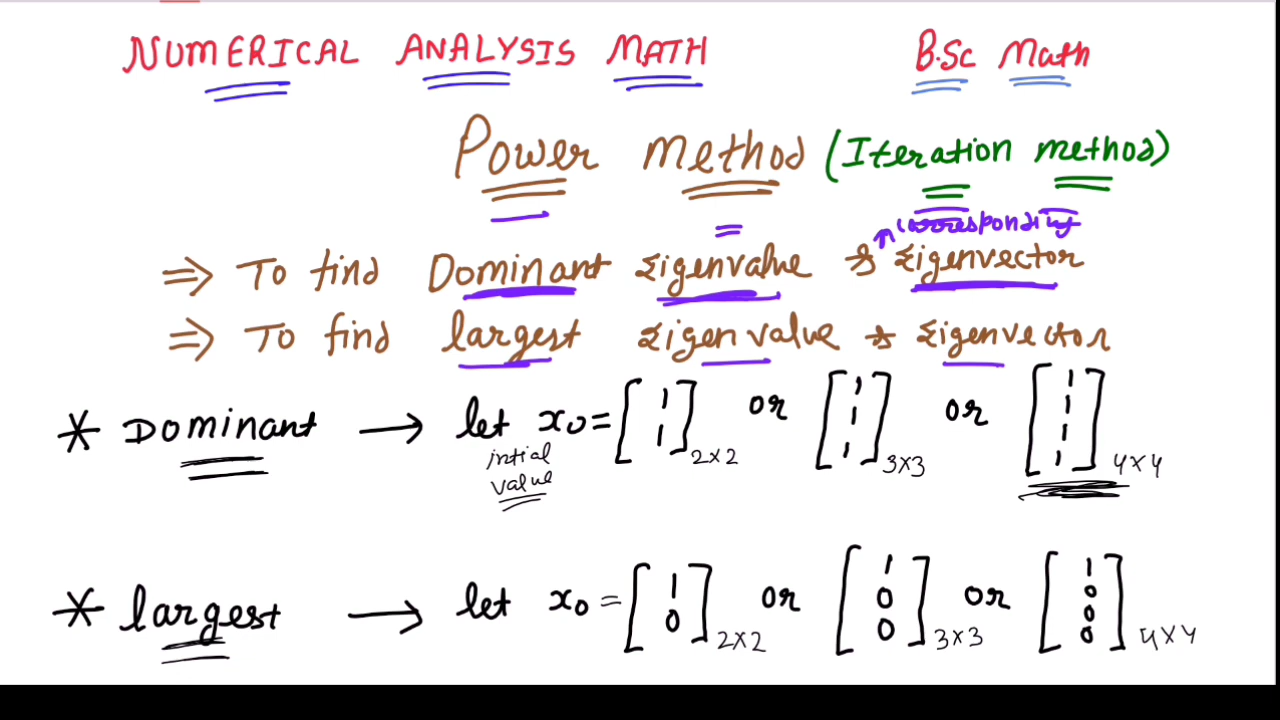 NUMERICAL ANALYSIS MATH B.Sc Math
Power method (Iteration method)
corresponding
⇒ To find Dominant Eigenvalue & Eigenvector
⇒ To find largest Eigen value & Eigenvector
* Dominant → let x₀ = [1 1]2×2 or [1 1 1]3×3 or [1 1 1 1]4×4
intial
value
* largest → let x₀ = [1 0]2×2 or [1 0 0]3×3 or [1 0 0 0]4×4